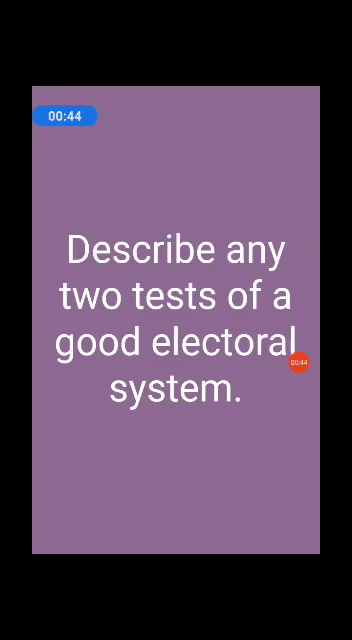 00:44
Describe any
two tests of a
good electoral
00:44
system.